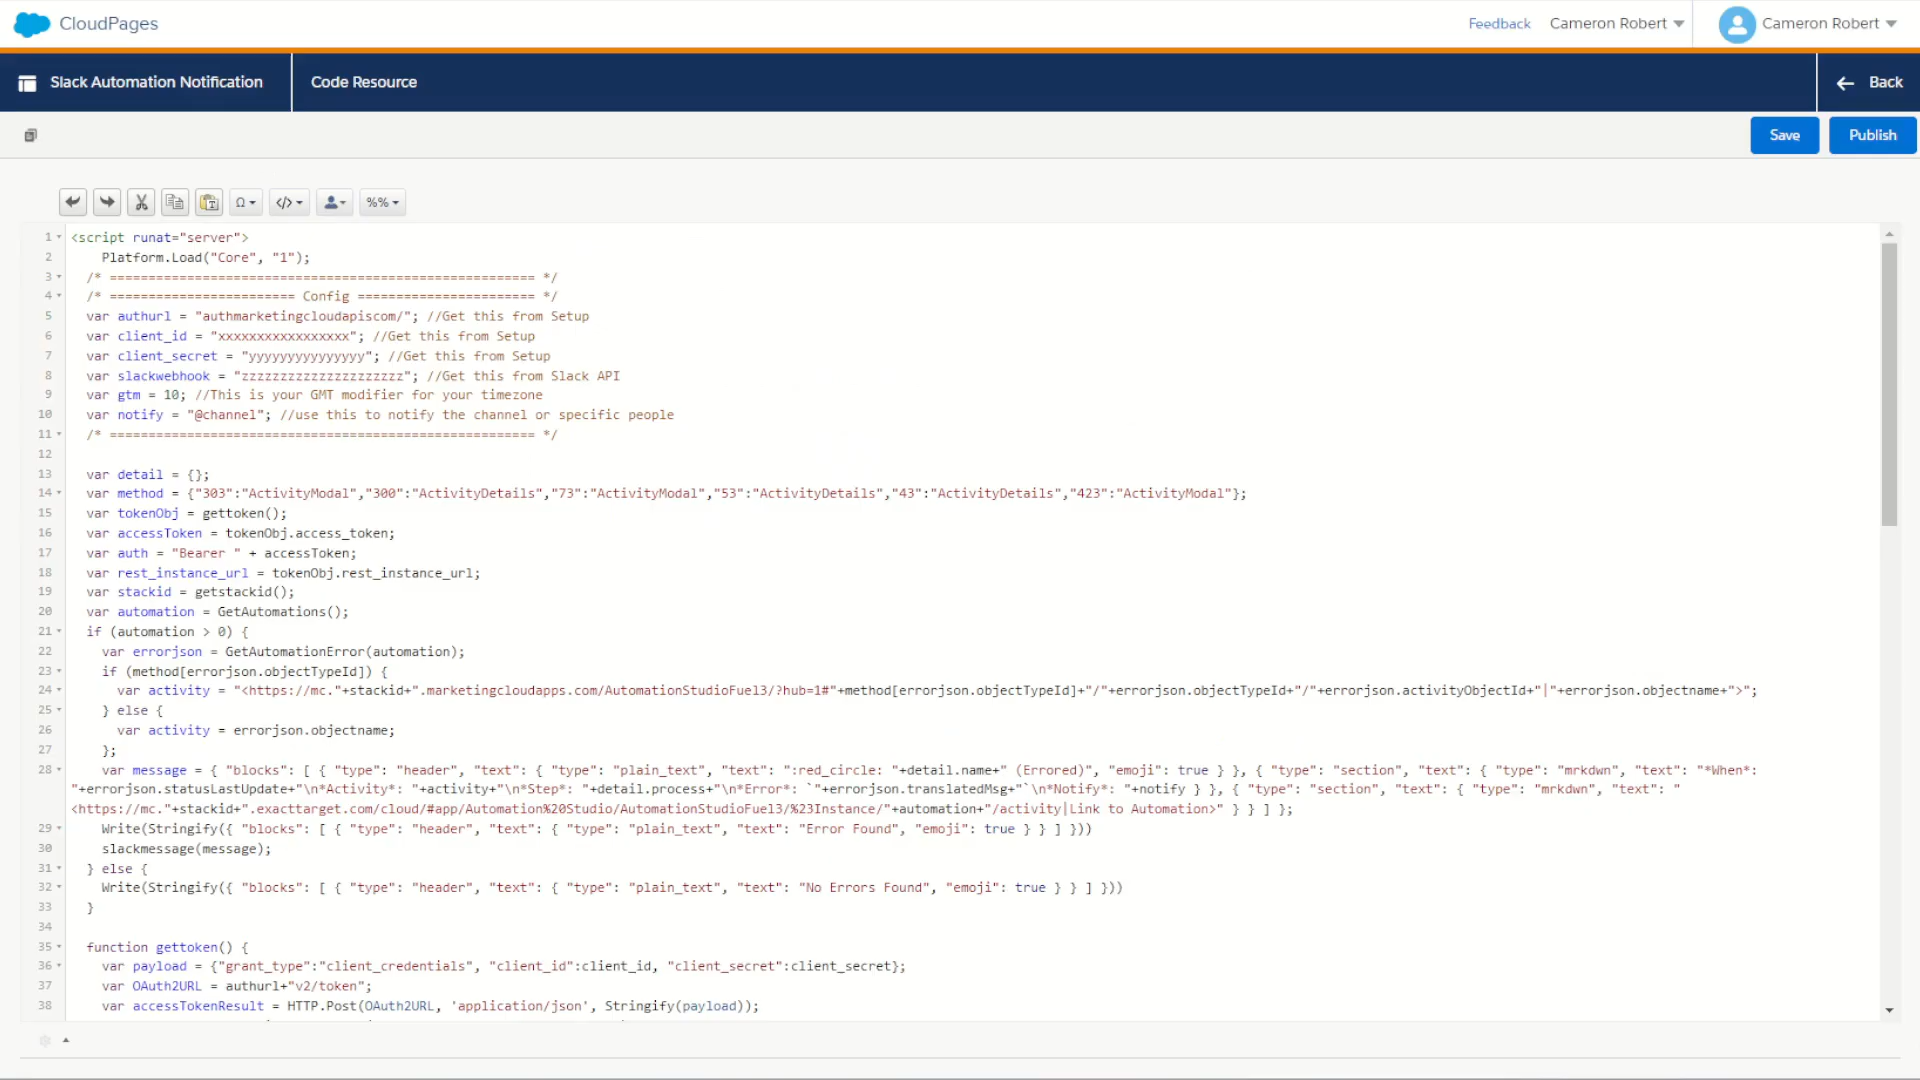 CloudPages
Feedback
Cameron Robert
Cameron Robert
Slack Automation Notification
Code Resource
Back
Save
Publish
Ω
</>
%%
1 <script runat="server">
2 Platform.Load("Core", "1");
3 /* ======================================================= */
4 /* ======================== Config ======================= */
5 var authurl = "authmarketingcloudapiscom/"; //Get this from Setup
6 var client_id = "xxxxxxxxxxxxxxxxx"; //Get this from Setup
7 var client_secret = "yyyyyyyyyyyyyyy"; //Get this from Setup
8 var slackwebhook = "zzzzzzzzzzzzzzzzzzzzz"; //Get this from Slack API
9 var gtm = 10; //This is your GMT modifier for your timezone
10 var notify = "@channel"; //use this to notify the channel or specific people
11 /* ======================================================= */
12
13 var detail = {};
14 var method = {"303":"ActivityModal","300":"ActivityDetails","73":"ActivityModal","53":"ActivityDetails","43":"ActivityDetails","423":"ActivityModal"};
15 var tokenObj = gettoken();
16 var accessToken = tokenObj.access_token;
17 var auth = "Bearer " + accessToken;
18 var rest_instance_url = tokenObj.rest_instance_url;
19 var stackid = getstackid();
20 var automation = GetAutomations();
21 if (automation > 0) {
22 var errorjson = GetAutomationError(automation);
23 if (method[errorjson.objectTypeId]) {
24 var activity = "<https://mc."+stackid+".marketingcloudapps.com/AutomationStudioFuel3/?hub=1#"+method[errorjson.objectTypeId]+"/"+errorjson.objectTypeId+"/"+errorjson.activityObjectId+"|"+errorjson.objectname+">";
25 } else {
26 var activity = errorjson.objectname;
27 };
28 var message = { "blocks": [ { "type": "header", "text": { "type": "plain_text", "text": ":red_circle: "+detail.name+" (Errored)", "emoji": true } }, { "type": "section", "text": { "type": "mrkdwn", "text": "*When*:
"+errorjson.statusLastUpdate+"\n*Activity*: "+activity+"\n*Step*: "+detail.process+"\n*Error*: `"+errorjson.translatedMsg+"`\n*Notify*: "+notify } }, { "type": "section", "text": { "type": "mrkdwn", "text": "
<https://mc."+stackid+".exacttarget.com/cloud/#app/Automation%20Studio/AutomationStudioFuel3/%23Instance/"+automation+"/activity|Link to Automation>" } } ] };
29 Write(Stringify({ "blocks": [ { "type": "header", "text": { "type": "plain_text", "text": "Error Found", "emoji": true } } ] }))
30 slackmessage(message);
31 } else {
32 Write(Stringify({ "blocks": [ { "type": "header", "text": { "type": "plain_text", "text": "No Errors Found", "emoji": true } } ] }))
33 }
34
35 function gettoken() {
36 var payload = {"grant_type":"client_credentials", "client_id":client_id, "client_secret":client_secret};
37 var OAuth2URL = authurl+"v2/token";
38 var accessTokenResult = HTTP.Post(OAuth2URL, 'application/json', Stringify(payload));